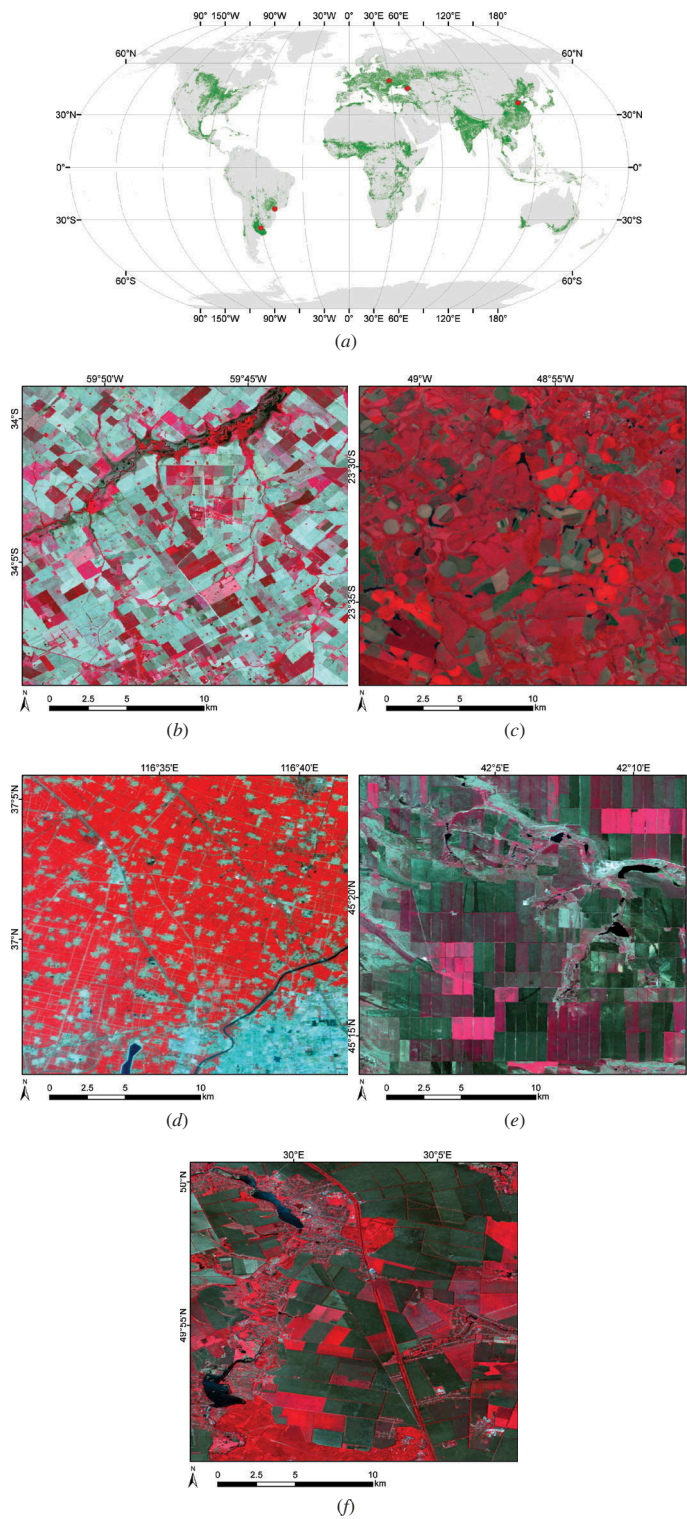 90° 150°W 30°W 0° 30°E 90°E 150°E
60°N 60°N
30°N 30°N
0° 0°
30°S 30°S
60°S 60°S
90° 150°W 90°W 30°W 0° 30°E 60°E 120°E 200°
(a)
59°50'W 59°45'W
34°S
34°5'S
N
0 2.5 5 10
km
(b)
49°W 48°55'W
23°30'S
23°35'S
N
0 2.5 5 10
km
(c)
116°35'E 116°40'E
37°5'N
37°N
N
0 2.5 5 10
km
(d)
42°5'E 42°10'E
45°20'N
45°15'N
N
0 2.5 5 10
km
(e)
30°E 30°5'E
50°N
49°55'N
N
0 2.5 5 10
km
(f)